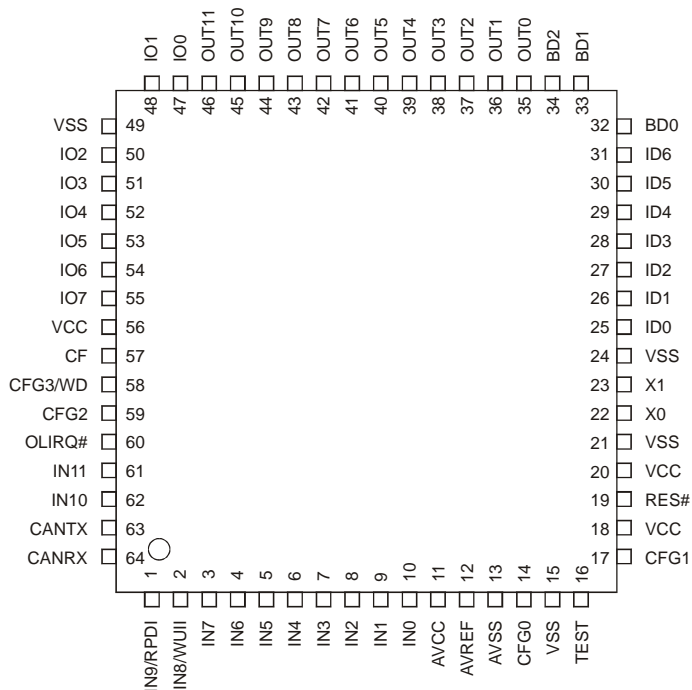 IO1 IO0 OUT11 OUT10 OUT9 OUT8 OUT7 OUT6 OUT5 OUT4 OUT3 OUT2 OUT1 OUT0 BD2 BD1
48 47 46 45 44 43 42 41 40 39 38 37 36 35 34 33
VSS 49 32 BD0
IO2 50 31 ID6
IO3 51 30 ID5
IO4 52 29 ID4
IO5 53 28 ID3
IO6 54 27 ID2
IO7 55 26 ID1
VCC 56 25 ID0
CF 57 24 VSS
CFG3/WD 58 23 X1
CFG2 59 22 X0
OLIRQ# 60 21 VSS
IN11 61 20 VCC
IN10 62 19 RES#
CANTX 63 18 VCC
CANRX 64 17 CFG1
1 2 3 4 5 6 7 8 9 10 11 12 13 14 15 16
IN9/RPDI IN8/WUII IN7 IN6 IN5 IN4 IN3 IN2 IN1 IN0 AVCC AVREF AVSS CFG0 VSS TEST